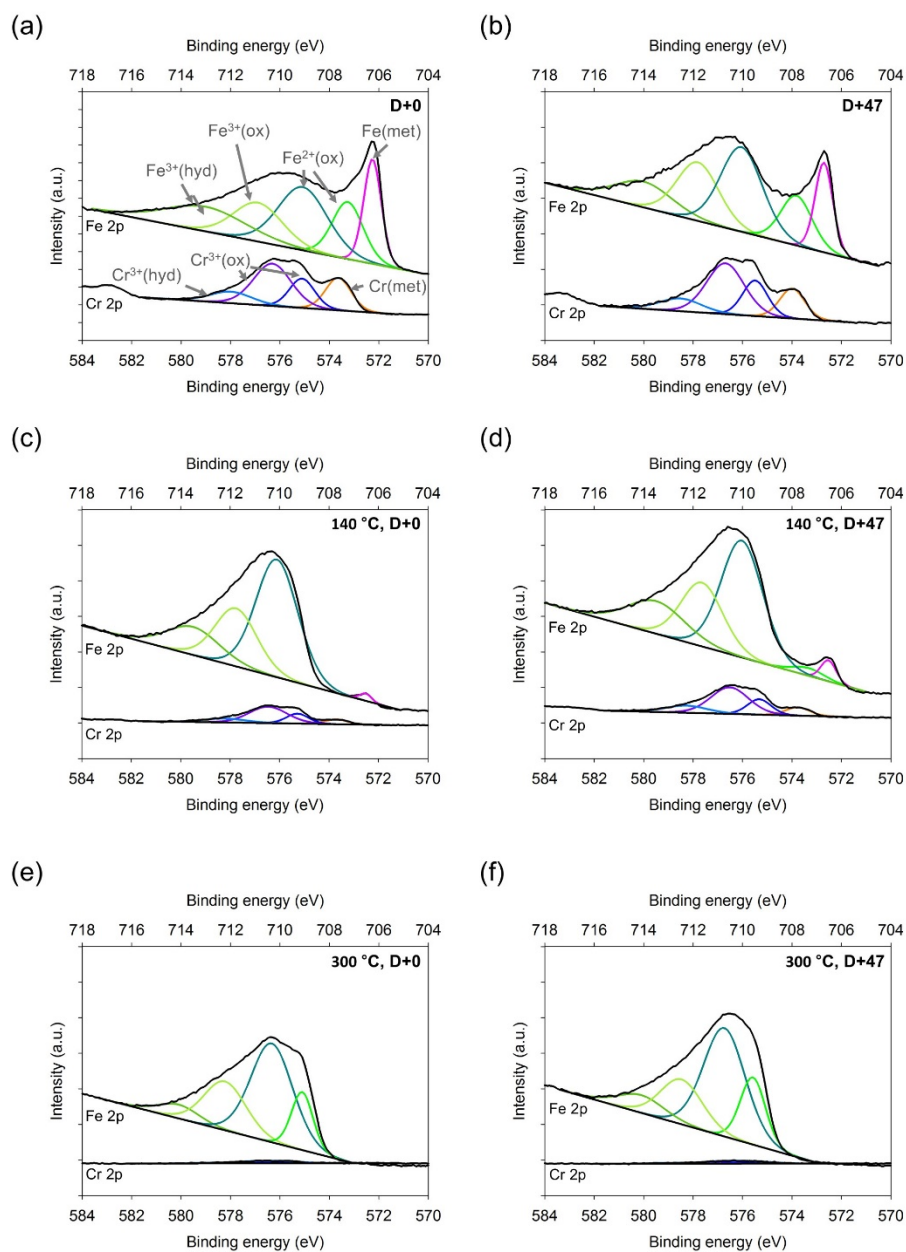 (a)
Binding energy (eV)
718 716 714 712 710 708 706 704
D+0
Fe³⁺(ox)
Fe²⁺(ox)
Fe(met)
Fe³⁺(hyd)
Fe 2p
Cr³⁺(ox)
Cr³⁺(hyd)
Cr(met)
Cr 2p
Intensity (a.u.)
584 582 580 578 576 574 572 570
Binding energy (eV)
(b)
Binding energy (eV)
718 716 714 712 710 708 706 704
D+47
Fe 2p
Cr 2p
Intensity (a.u.)
584 582 580 578 576 574 572 570
Binding energy (eV)
(c)
Binding energy (eV)
718 716 714 712 710 708 706 704
140 °C, D+0
Fe 2p
Cr 2p
Intensity (a.u.)
584 582 580 578 576 574 572 570
Binding energy (eV)
(d)
Binding energy (eV)
718 716 714 712 710 708 706 704
140 °C, D+47
Fe 2p
Cr 2p
Intensity (a.u.)
584 582 580 578 576 574 572 570
Binding energy (eV)
(e)
Binding energy (eV)
718 716 714 712 710 708 706 704
300 °C, D+0
Fe 2p
Cr 2p
Intensity (a.u.)
584 582 580 578 576 574 572 570
Binding energy (eV)
(f)
Binding energy (eV)
718 716 714 712 710 708 706 704
300 °C, D+47
Fe 2p
Cr 2p
Intensity (a.u.)
584 582 580 578 576 574 572 570
Binding energy (eV)